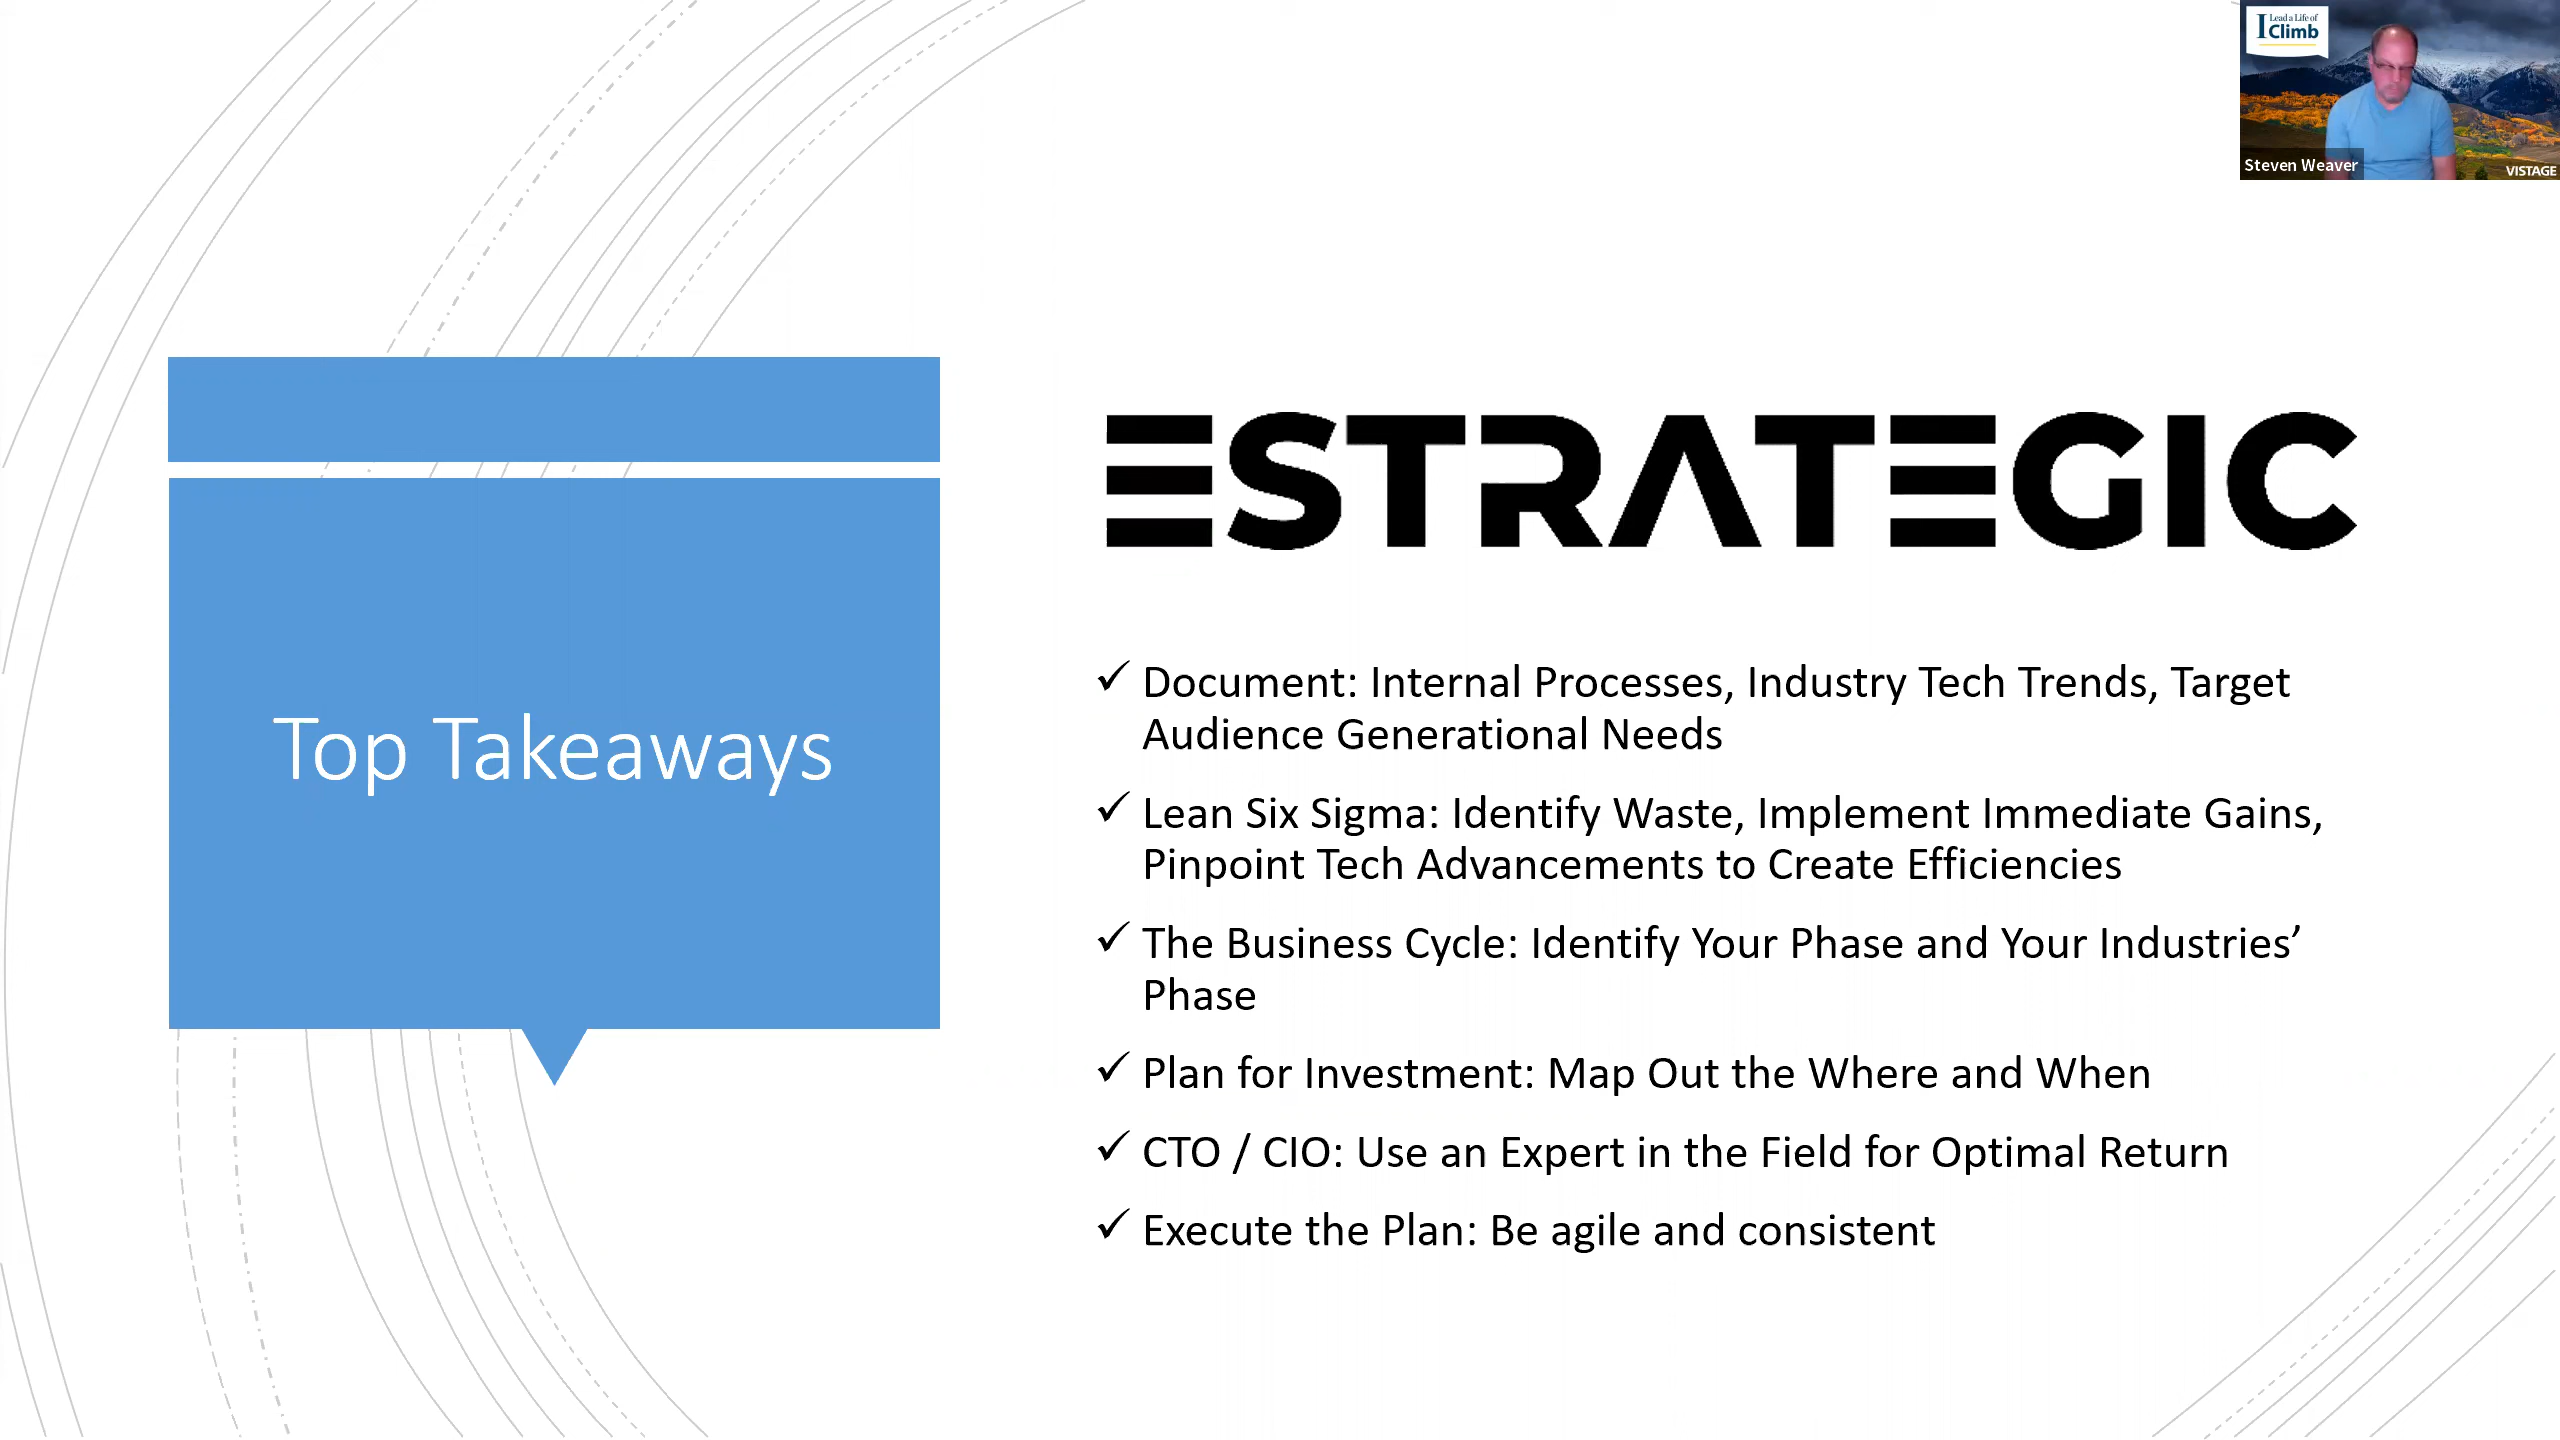 I Lead a Life of
Climb
Steven Weaver
VISTAGE
ESTRATEGIC
Top Takeaways
Document: Internal Processes, Industry Tech Trends, Target
Audience Generational Needs
Lean Six Sigma: Identify Waste, Implement Immediate Gains,
Pinpoint Tech Advancements to Create Efficiencies
The Business Cycle: Identify Your Phase and Your Industries’
Phase
Plan for Investment: Map Out the Where and When
CTO / CIO: Use an Expert in the Field for Optimal Return
Execute the Plan: Be agile and consistent